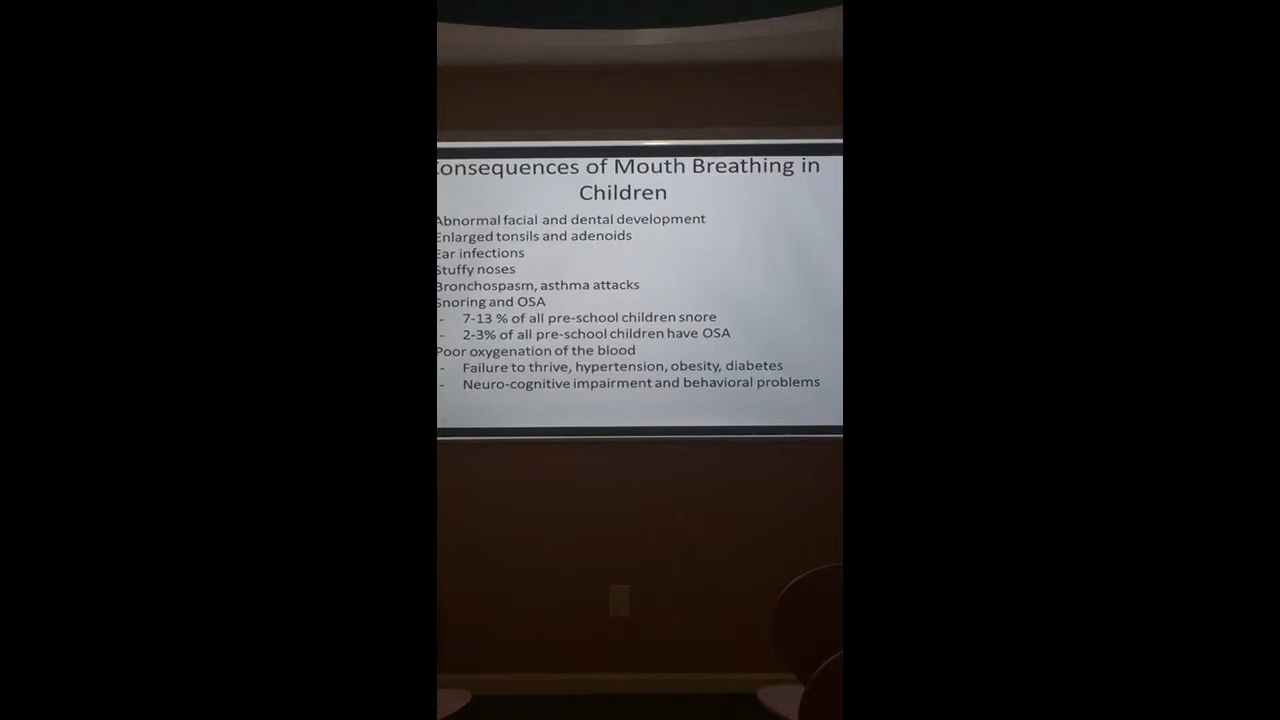 Consequences of Mouth Breathing in
Children
Abnormal facial and dental development
Enlarged tonsils and adenoids
Ear infections
Stuffy noses
Bronchospasm, asthma attacks
Snoring and OSA
- 7-13 % of all pre-school children snore
- 2-3% of all pre-school children have OSA
Poor oxygenation of the blood
- Failure to thrive, hypertension, obesity, diabetes
- Neuro-cognitive impairment and behavioral problems